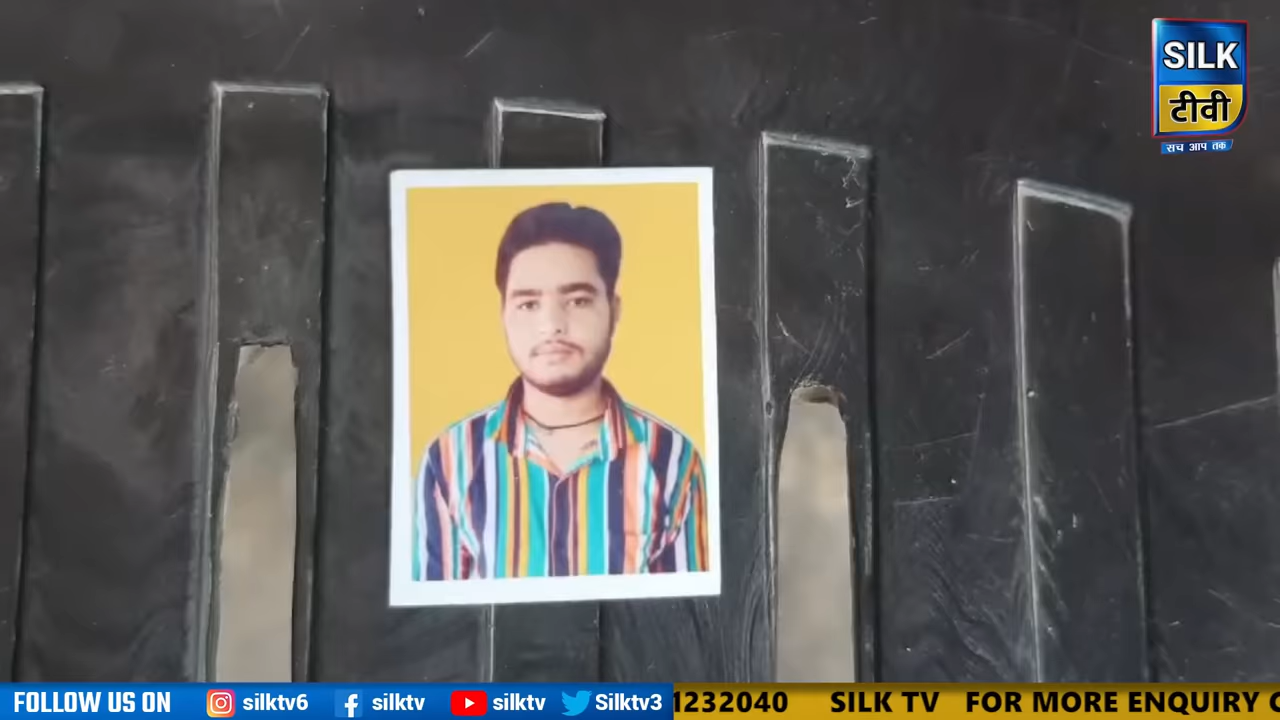 SILK
टीवी
सच आप तक
FOLLOW US ON silktv6 silktv silktv Silktv3 1232040 SILK TV FOR MORE ENQUIRY